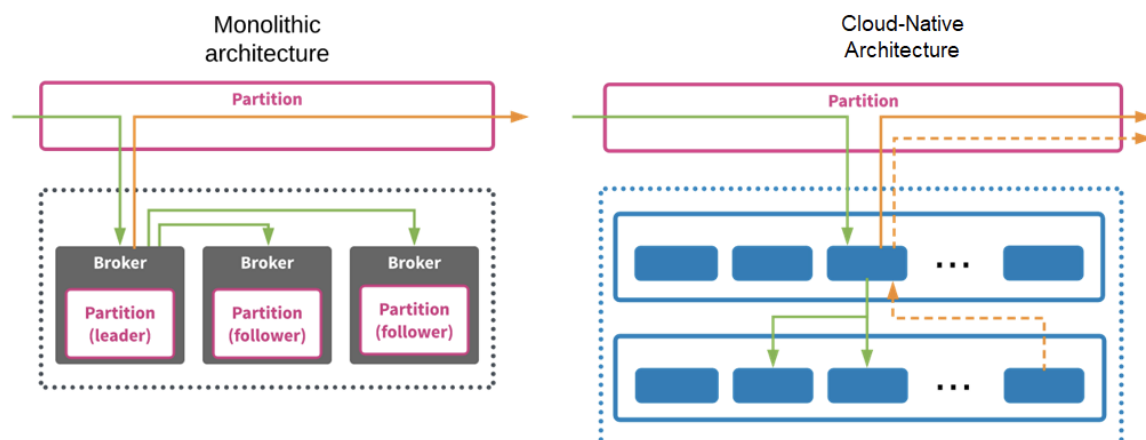 Monolithic
architecture
Partition
Broker
Partition
(leader)
Broker
Partition
(follower)
Broker
Partition
(follower)
Cloud-Native
Architecture
Partition
...
...